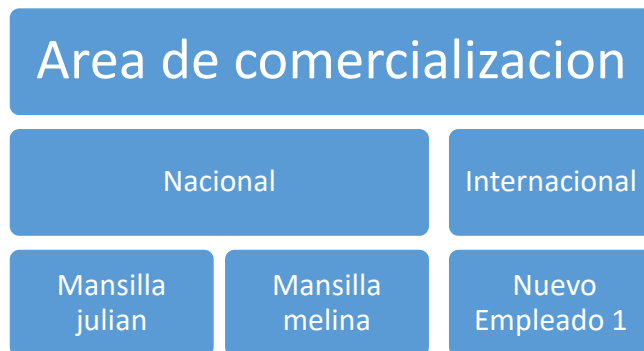 Area de comercializacion
Nacional
Internacional
Mansilla
julian
Mansilla
melina
Nuevo
Empleado 1